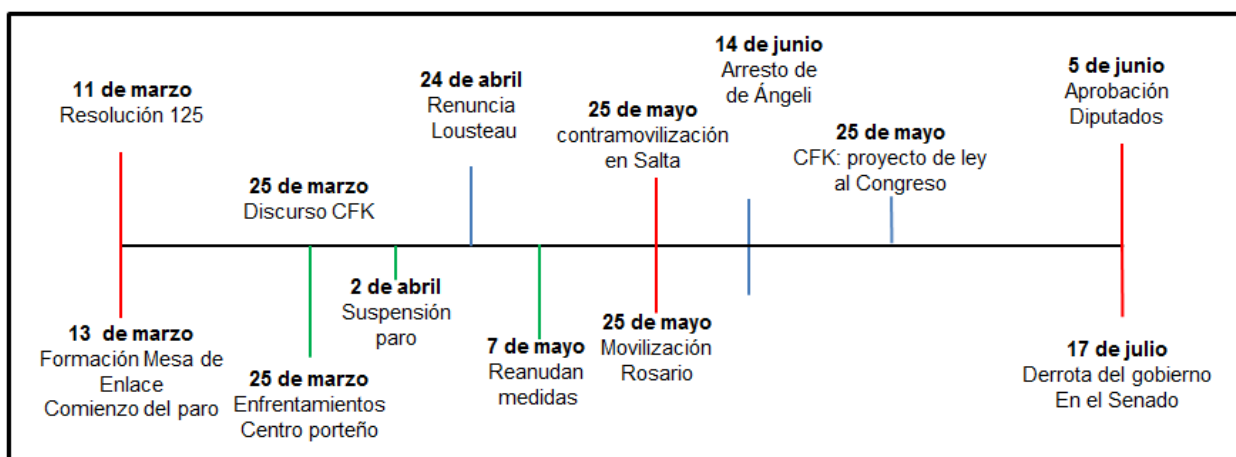 11 de marzo
Resolución 125
25 de marzo
Discurso CFK
24 de abril
Renuncia
Lousteau
25 de mayo
contramovilización
en Salta
14 de junio
Arresto de
de Ángeli
25 de mayo
CFK: proyecto de ley
al Congreso
5 de junio
Aprobación
Diputados
13 de marzo
Formación Mesa de
Enlace
Comienzo del paro
25 de marzo
Enfrentamientos
Centro porteño
2 de abril
Suspensión
paro
7 de mayo
Reanudan
medidas
25 de mayo
Movilización
Rosario
17 de julio
Derrota del gobierno
En el Senado